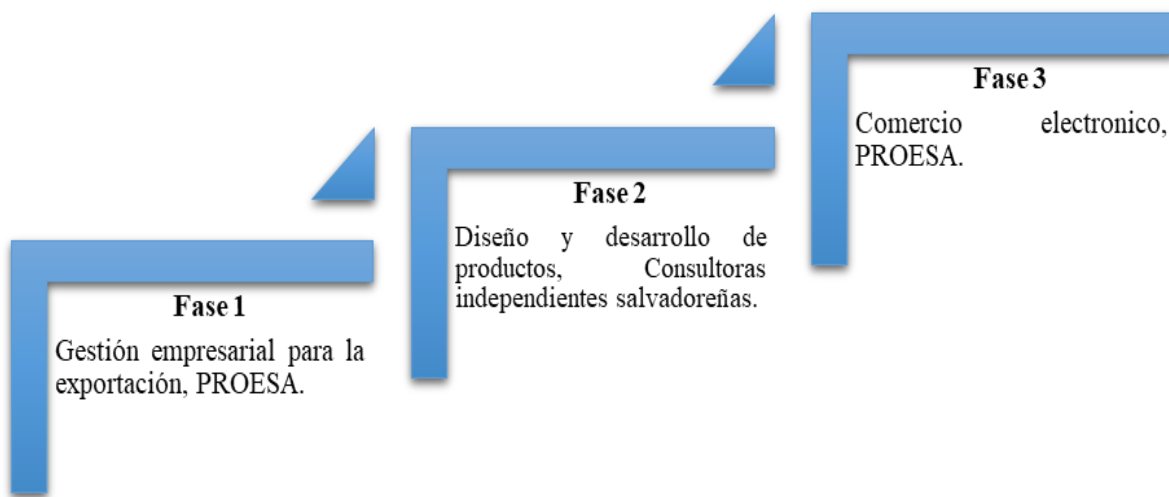 Fase 1
Gestión empresarial para la
exportación, PROESA.
Fase 2
Diseño y desarrollo de
productos, Consultoras
independientes salvadoreñas.
Fase 3
Comercio electronico,
PROESA.